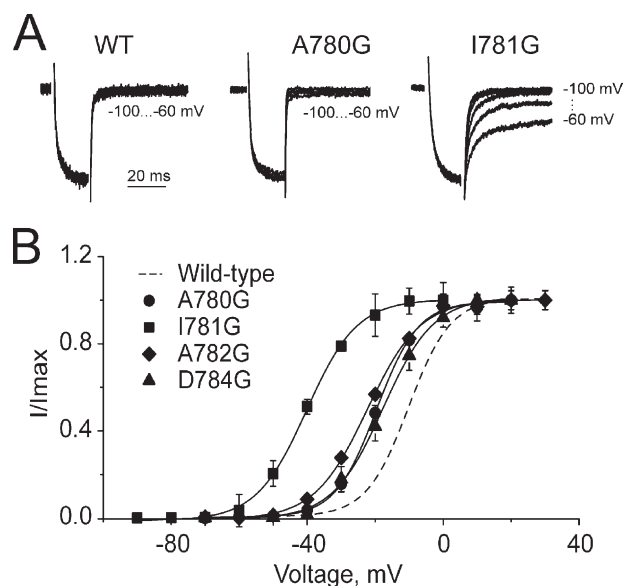 A
WT
A780G
I781G
-100...-60 mV
-100...-60 mV
-100 mV
⋮
-60 mV
20 ms
B
1.2
0.8
0.4
0.0
I/Imax
Wild-type
A780G
I781G
A782G
D784G
-80
-40
0
40
Voltage, mV